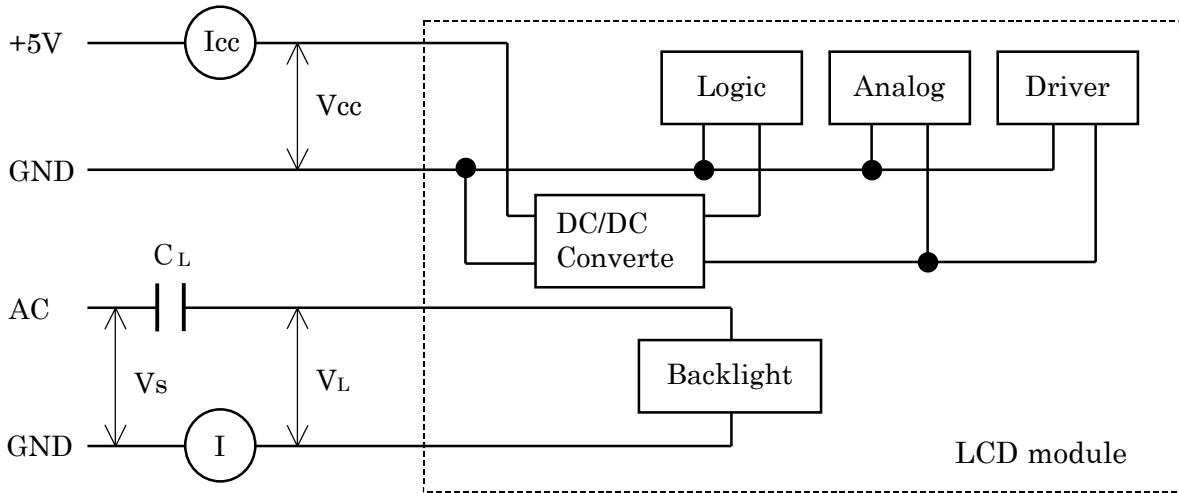 +5V
Icc
Vcc
GND
Logic
Analog
Driver
DC/DC
Converte
CL
AC
Vs
VL
Backlight
GND
I
LCD module